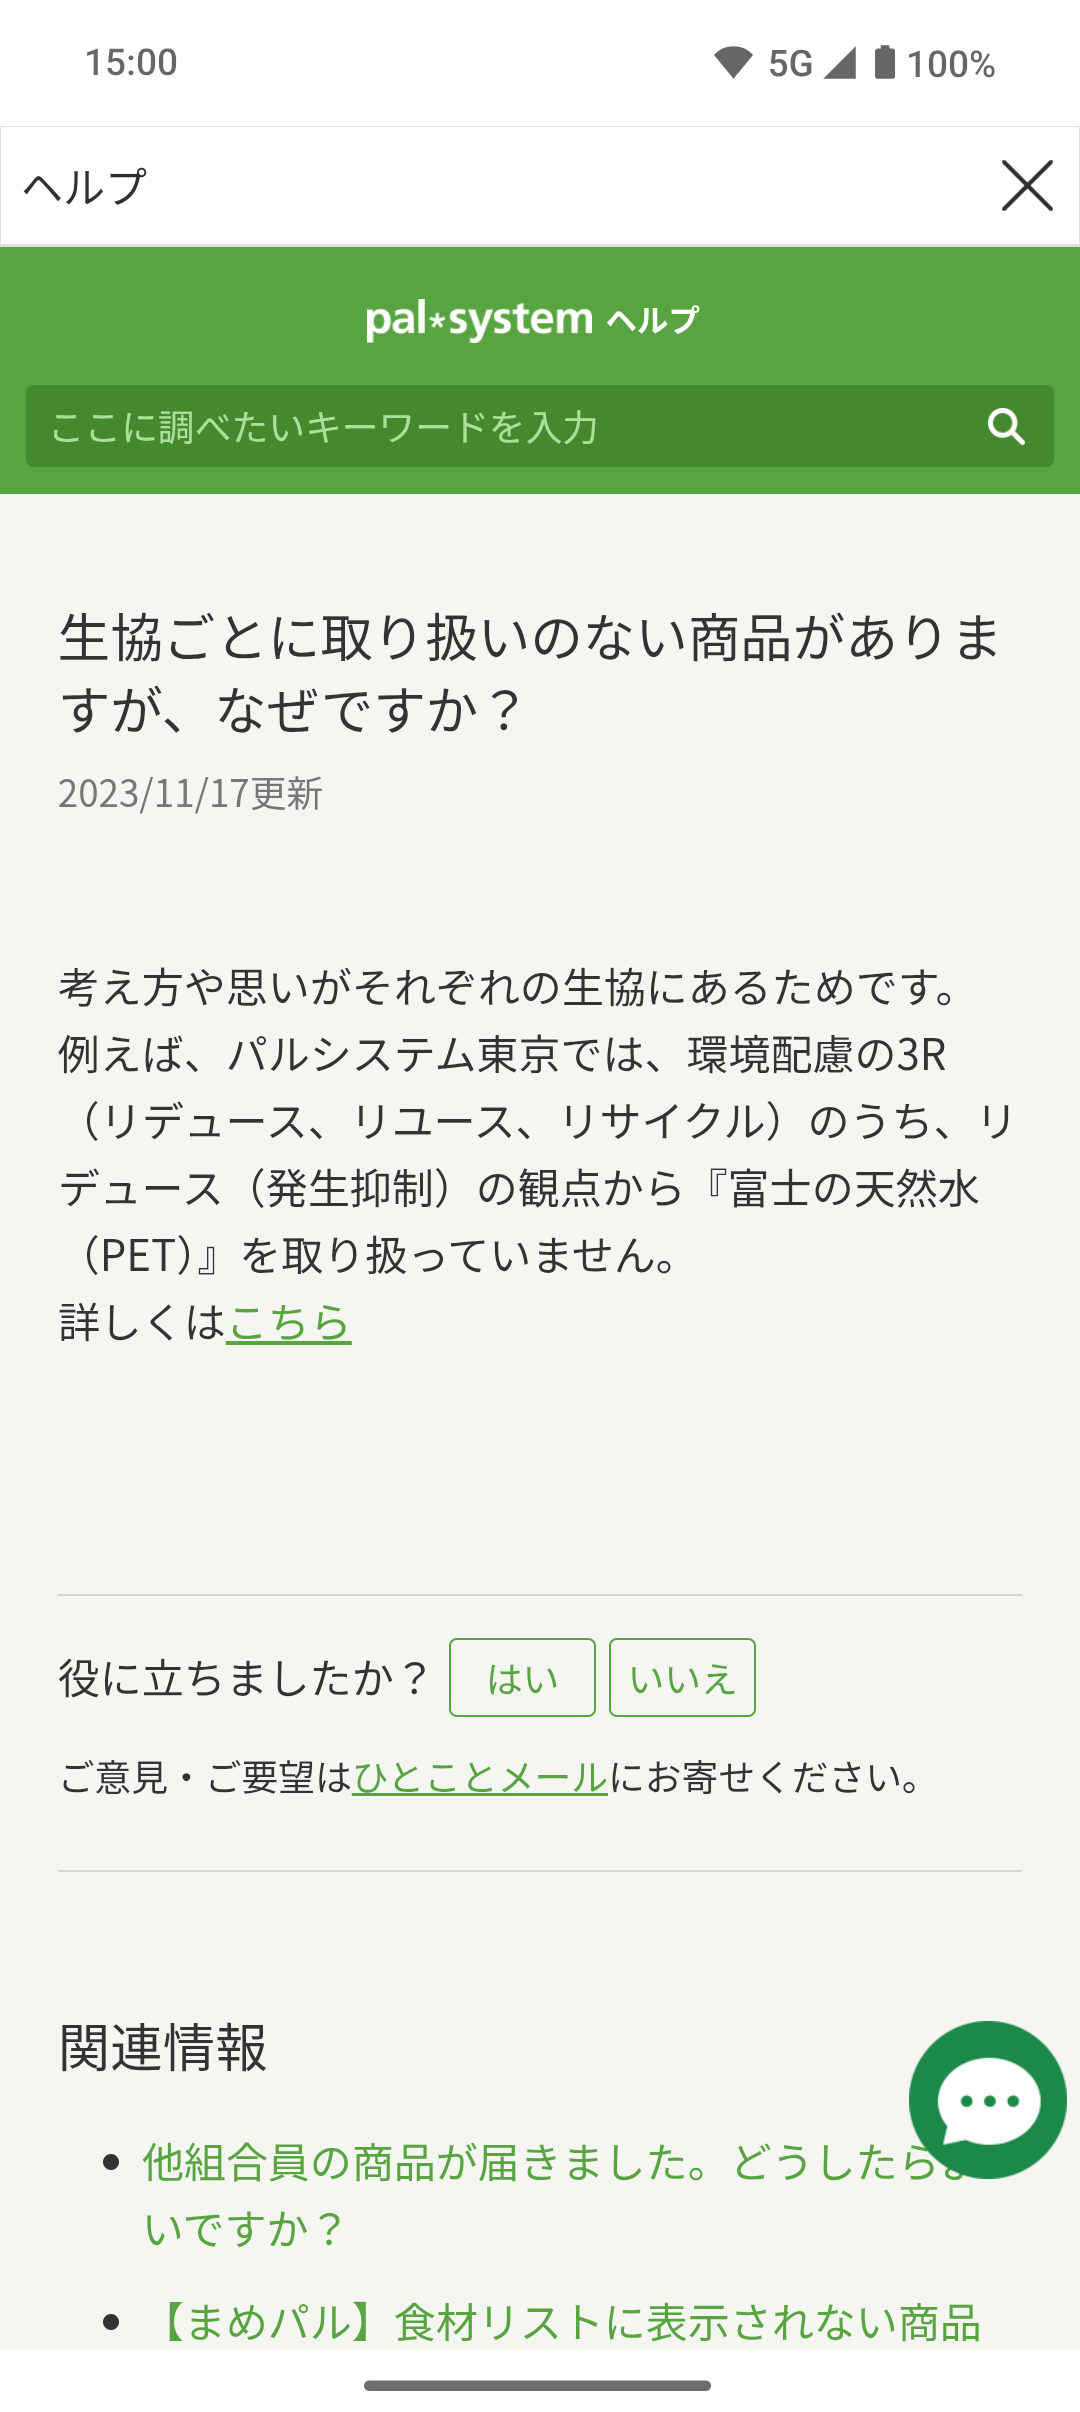 15:00
5G
100%
ヘルプ
pal*system ヘルプ
ここに調べたいキーワードを入力
生協ごとに取り扱いのない商品がありま
すが、なぜですか？
2023/11/17更新
考え方や思いがそれぞれの生協にあるためです。
例えば、パルシステム東京では、環境配慮の3R
（リデュース、リユース、リサイクル）のうち、リ
デュース（発生抑制）の観点から『富士の天然水
（PET）』を取り扱っていません。
詳しくはこちら
役に立ちましたか？ はい いいえ
ご意見・ご要望はひとことメールにお寄せください。
関連情報
他組合員の商品が届きました。どうしたらよ
いですか？
【まめパル】食材リストに表示されない商品